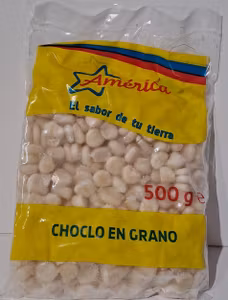 América
El sabor de tu tierra
500 g e
CHOCLO EN GRANO